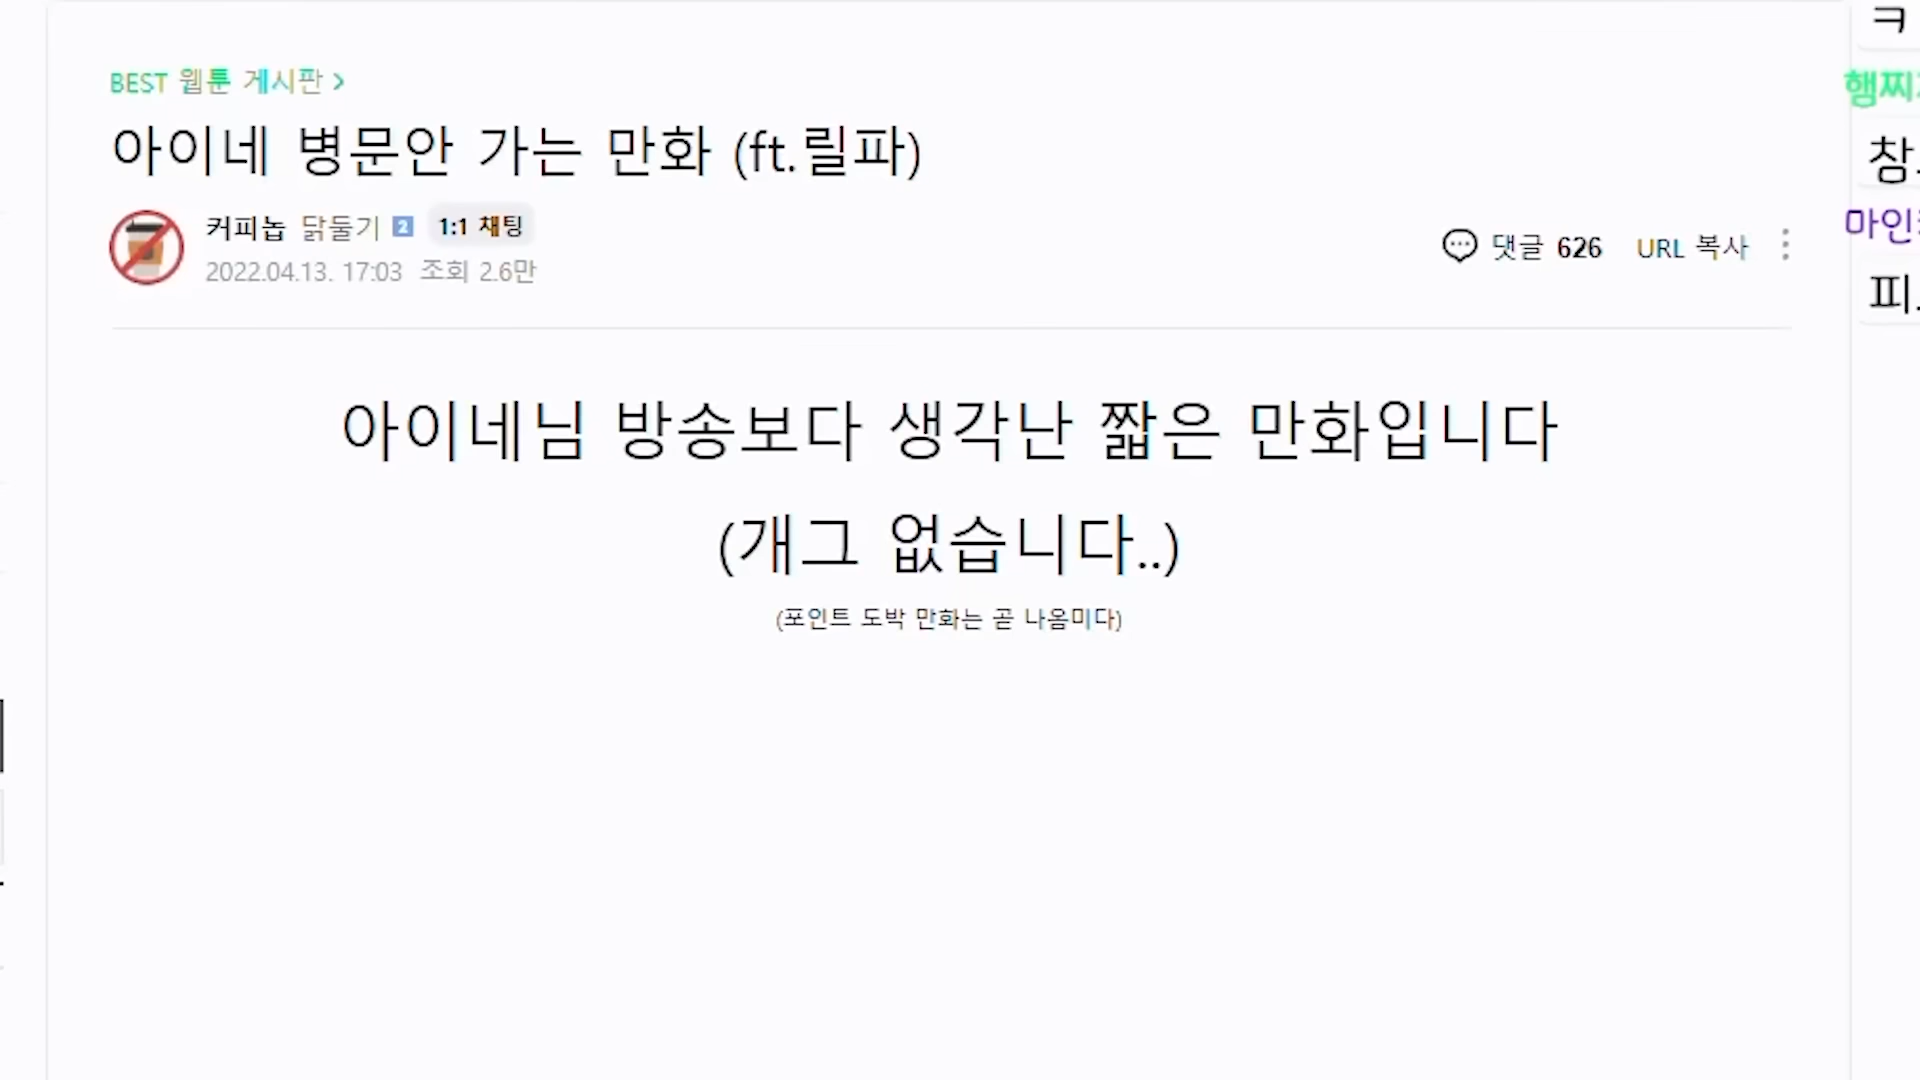 BEST 웹툰 게시판 >
아이네 병문안 가는 만화 (ft.릴파)
커피놉 닭둘기 2 1:1 채팅
2022.04.13. 17:03 조회 2.6만
댓글 626 URL 복사
아이네님 방송보다 생각난 짧은 만화입니다
(개그 없습니다..)
(포인트 도박 만화는 곧 나옴미다)
ㅋ
햄찌
창
마인
피